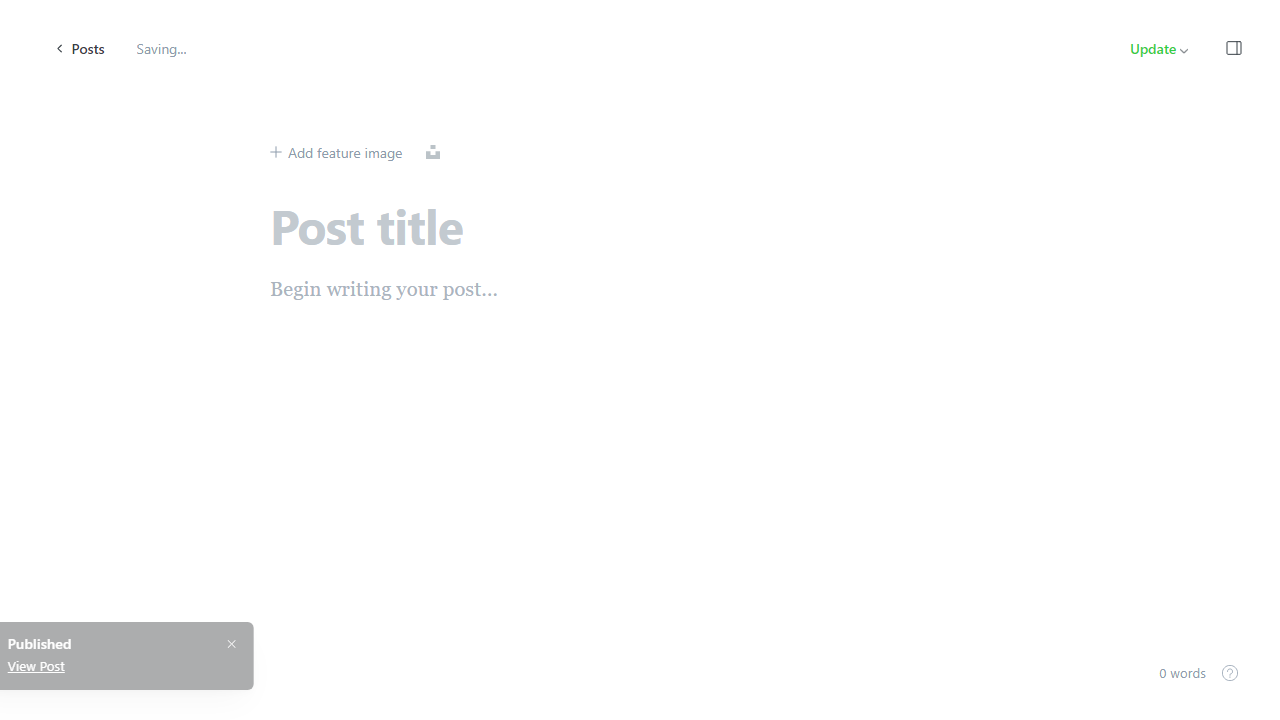 Posts
Saving...
Update
Add feature image
Post title
Begin writing your post...
Published
View Post
0 words
?